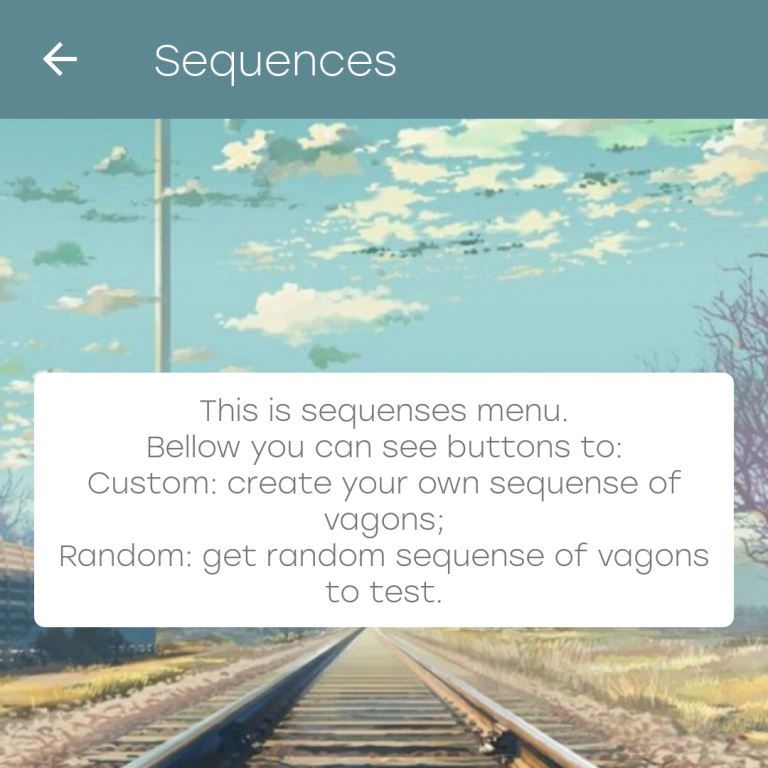 Sequences
This is sequenses menu.
Bellow you can see buttons to:
Custom: create your own sequense of
vagons;
Random: get random sequense of vagons
to test.